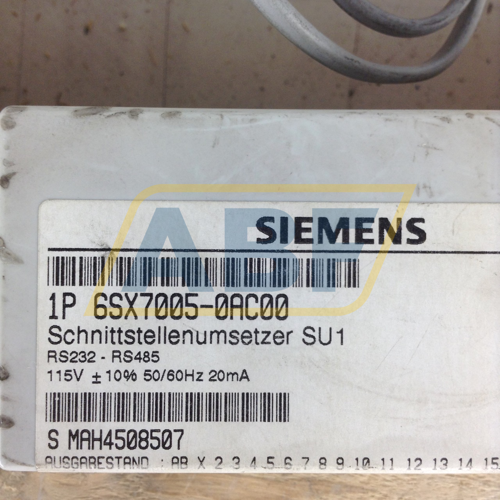 ABF
SIEMENS
1P 6SX7005-0AC00
Schnittstellenumsetzer SU1
RS232 - RS485
115V ± 10% 50/60Hz 20mA
S MAH4508507
AUSGABESTAND : AB X 2 3 4 5 6 7 8 9 10 11 12 13 14 15